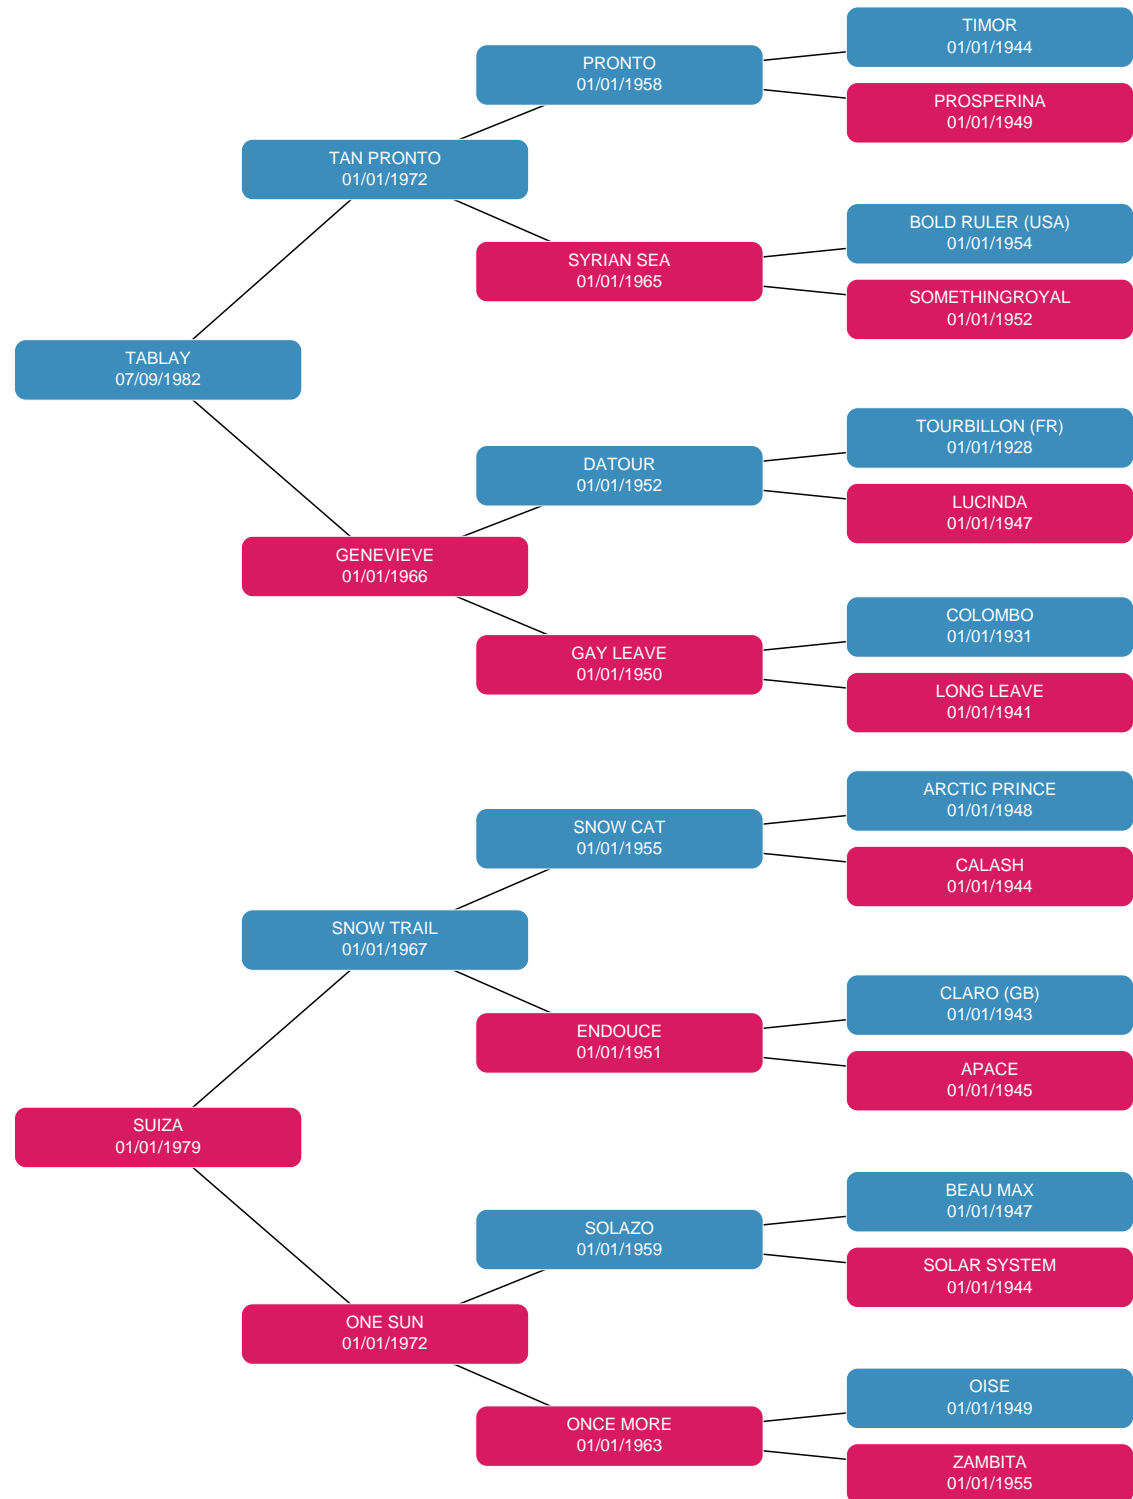 TIMOR
01/01/1944
PRONTO
01/01/1958
PROSPERINA
01/01/1949
TAN PRONTO
01/01/1972
BOLD RULER (USA)
01/01/1954
SYRIAN SEA
01/01/1965
SOMETHINGROYAL
01/01/1952
TABLAY
07/09/1982
TOURBILLON (FR)
01/01/1928
DATOUR
01/01/1952
LUCINDA
01/01/1947
GENEVIEVE
01/01/1966
COLOMBO
01/01/1931
GAY LEAVE
01/01/1950
LONG LEAVE
01/01/1941
ARCTIC PRINCE
01/01/1948
SNOW CAT
01/01/1955
CALASH
01/01/1944
SNOW TRAIL
01/01/1967
CLARO (GB)
01/01/1943
ENDOUCE
01/01/1951
APACE
01/01/1945
SUIZA
01/01/1979
BEAU MAX
01/01/1947
SOLAZO
01/01/1959
SOLAR SYSTEM
01/01/1944
ONE SUN
01/01/1972
OISE
01/01/1949
ONCE MORE
01/01/1963
ZAMBITA
01/01/1955